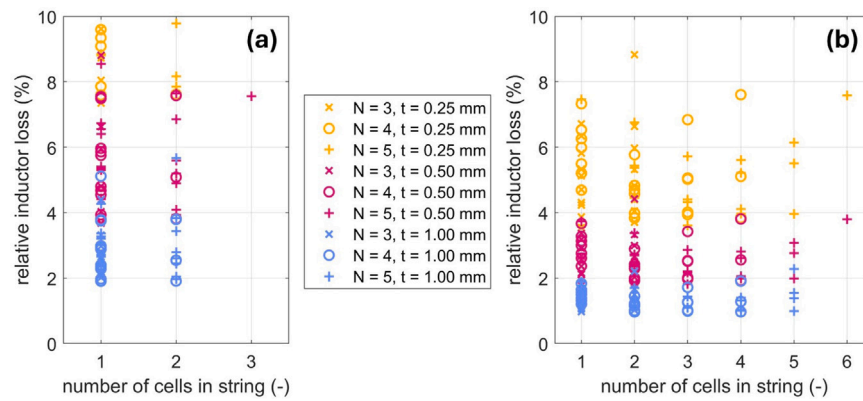 10
8
6
4
2
0
relative inductor loss (%)
(a)
1 2 3
number of cells in string (-)
N = 3, t = 0.25 mm
N = 4, t = 0.25 mm
N = 5, t = 0.25 mm
N = 3, t = 0.50 mm
N = 4, t = 0.50 mm
N = 5, t = 0.50 mm
N = 3, t = 1.00 mm
N = 4, t = 1.00 mm
N = 5, t = 1.00 mm
10
8
6
4
2
0
relative inductor loss (%)
(b)
1 2 3 4 5 6
number of cells in string (-)